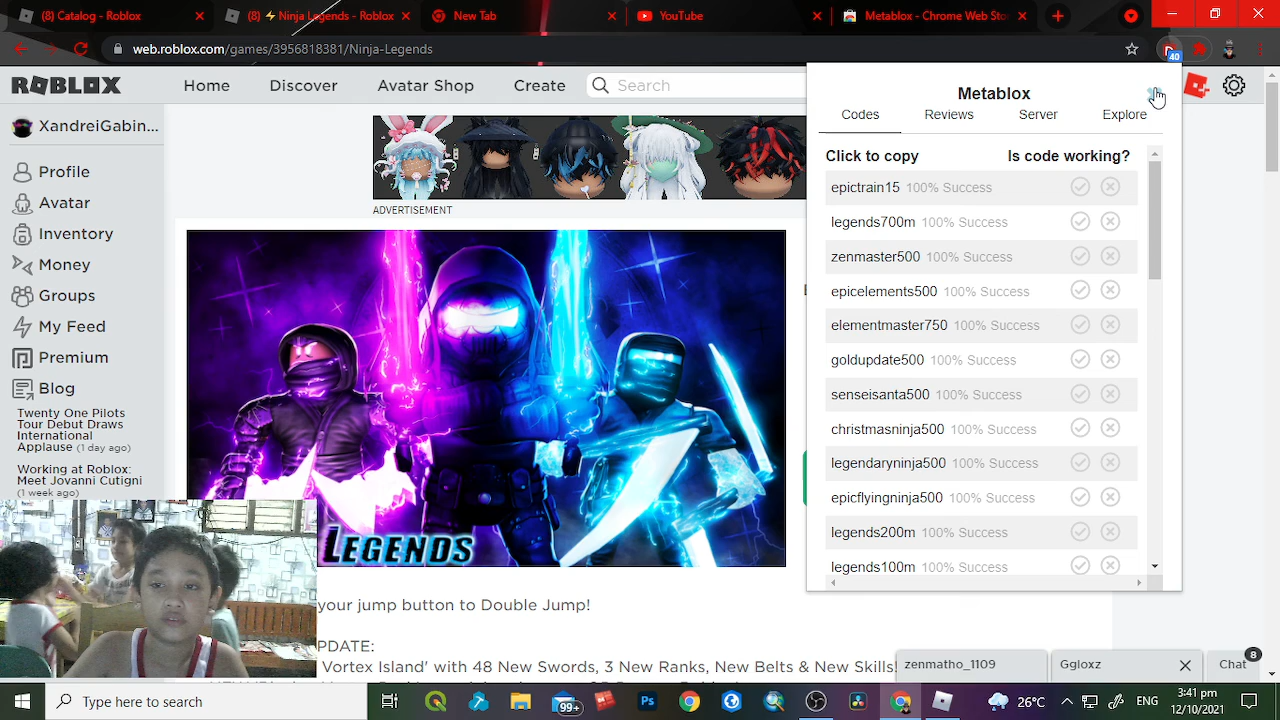 (8) Catalog - Roblox
(8) ⚡ Ninja Legends - Roblox
New Tab
YouTube
Metablox - Chrome Web Sto
web.roblox.com/games/3956818381/Ninja-Legends
40
ROBLOX
Home
Discover
Avatar Shop
Create
Search
XandreiGabin...
Profile
Avatar
Inventory
Money
Groups
My Feed
Premium
Blog
Twenty One Pilots
Tour Debut Draws
International
Applause (1 day ago)
Working at Roblox:
Meet Jovanni Cutigni
(1 week ago)
ADVERTISEMENT
LEGENDS
your jump button to Double Jump!
PDATE:
Vortex Island' with 48 New Swords, 3 New Ranks, New Belts & New Skills
Metablox
Codes
Reviews
Server
Explore
Click to copy
Is code working?
epictrain15 100% Success
legends700m 100% Success
zenmaster500 100% Success
epicelements500 100% Success
elementmaster750 100% Success
goldupdate500 100% Success
senseisanta500 100% Success
christmasninja500 100% Success
legendaryninja500 100% Success
epicflyingninja500 100% Success
legends200m 100% Success
legends100m 100% Success
zenmatho_1109
Ggloxz
Chat
8
Type here to search
99+
Ps
26°C
ENG
3:41 pm
10/10/2021